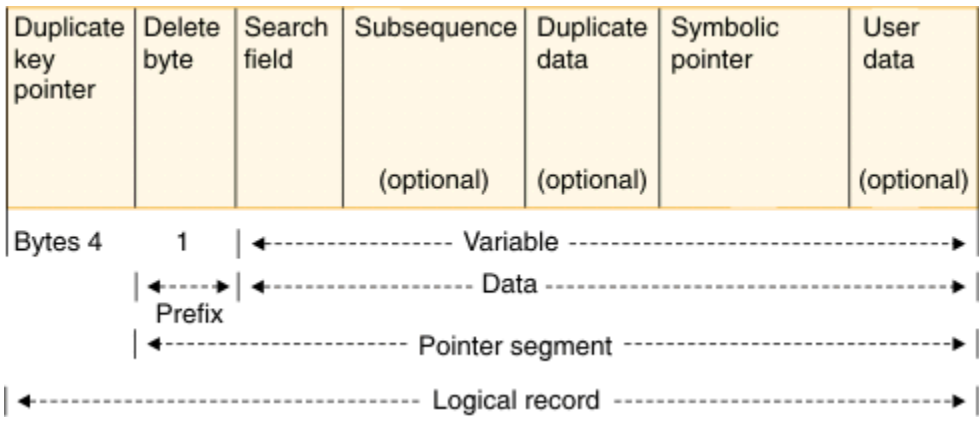 Duplicate key pointer
Delete byte
Search field
Subsequence (optional)
Duplicate data (optional)
Symbolic pointer
User data (optional)
Bytes 4 1 Variable
Data
Prefix
Pointer segment
Logical record